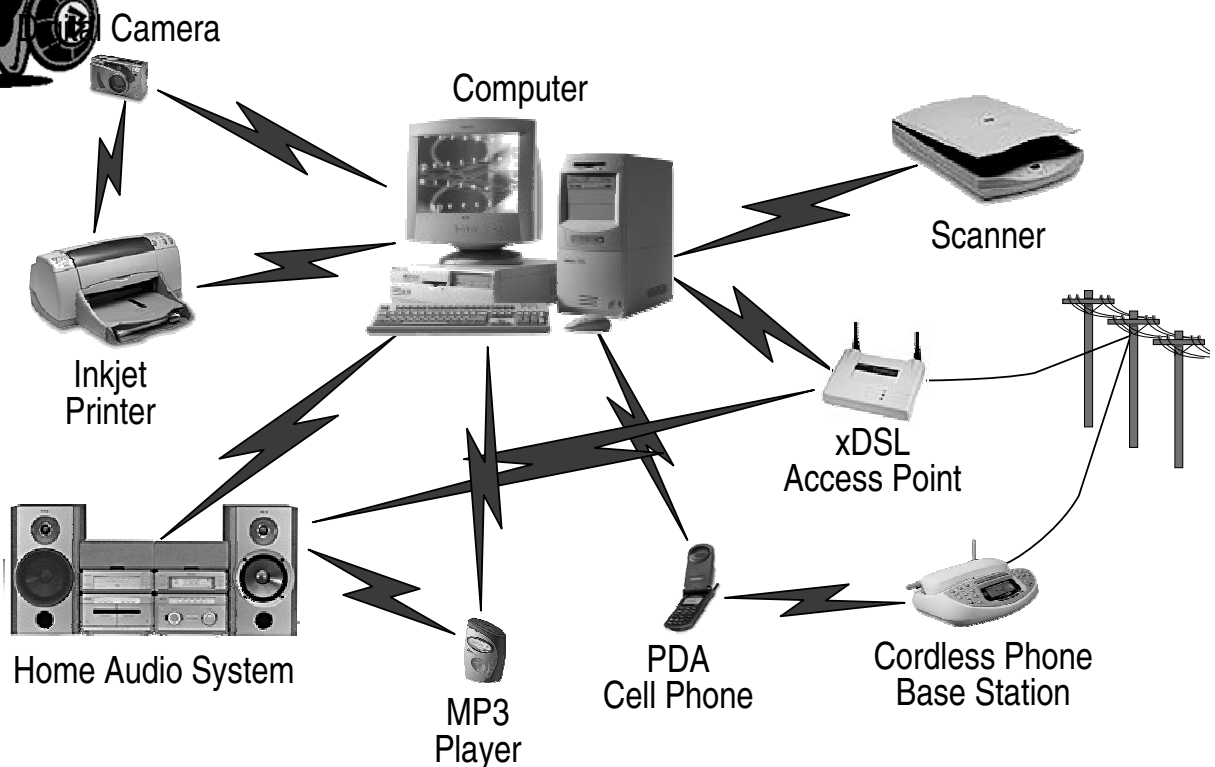 Digital Camera
Computer
Scanner
Inkjet
Printer
xDSL
Access Point
Home Audio System
MP3
Player
PDA
Cell Phone
Cordless Phone
Base Station